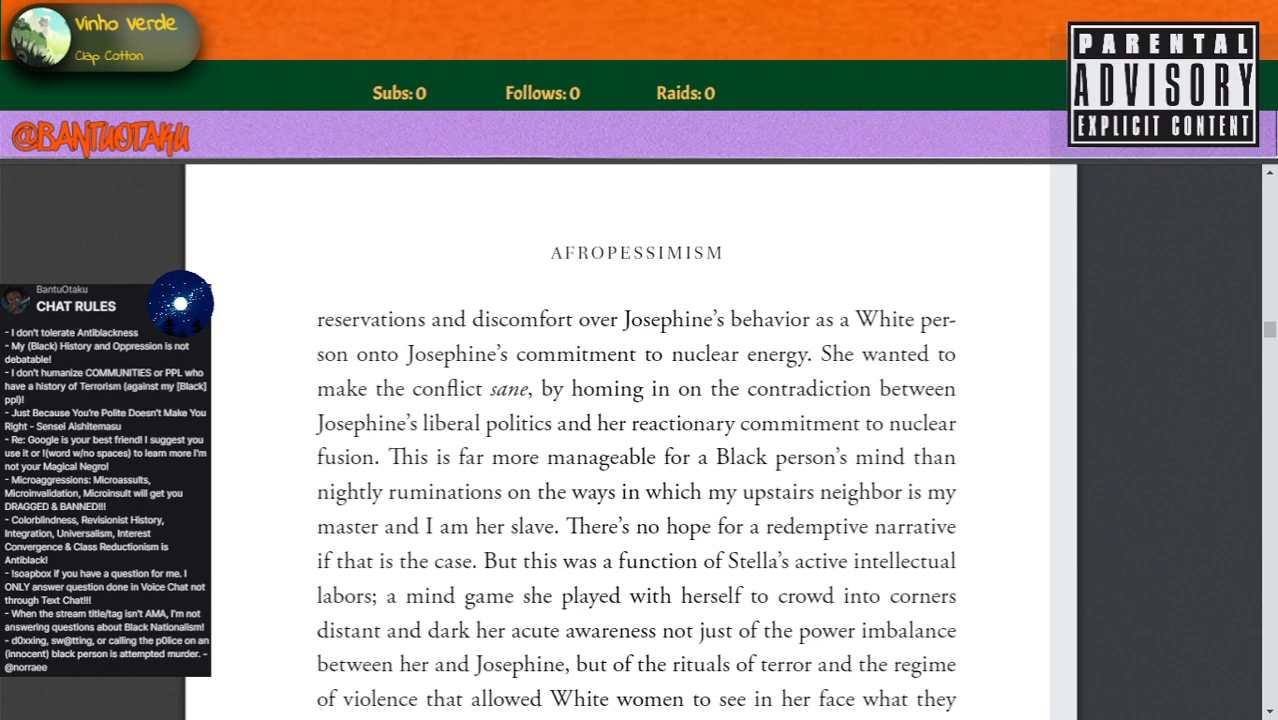 Vinho Verde
Clap Cotton
PARENTAL
ADVISORY
EXPLICIT CONTENT
Subs: 0 Follows: 0 Raids: 0
@BANTUOTAKU
AFROPESSIMISM
reservations and discomfort over Josephine’s behavior as a White per-
son onto Josephine’s commitment to nuclear energy. She wanted to
make the conflict sane, by homing in on the contradiction between
Josephine’s liberal politics and her reactionary commitment to nuclear
fusion. This is far more manageable for a Black person’s mind than
nightly ruminations on the ways in which my upstairs neighbor is my
master and I am her slave. There’s no hope for a redemptive narrative
if that is the case. But this was a function of Stella’s active intellectual
labors; a mind game she played with herself to crowd into corners
distant and dark her acute awareness not just of the power imbalance
between her and Josephine, but of the rituals of terror and the regime
of violence that allowed White women to see in her face what they
BantuOtaku
CHAT RULES
- I don't tolerate Antiblackness
- My (Black) History and Oppression is not
debatable!
- I don't humanize COMMUNITIES or PPL who
have a history of Terrorism (against my [Black]
ppl)!
- Just Because You're Polite Doesn't Make You
Right - Sensei Aishitemasu
- Re: Google is your best friend! I suggest you
use it or !(word w/no spaces) to learn more I'm
not your Magical Negro!
- Microaggressions: Microassults,
Microinvalidation, Microinsult will get you
DRAGGED & BANNED!!!
- Colorblindness, Revisionist History,
Integration, Universalism, Interest
Convergence & Class Reductionism is
Antiblack!
- !soapbox if you have a question for me. I
ONLY answer question done in Voice Chat not
through Text Chat!!!
- When the stream title/tag isn't AMA, I'm not
answering questions about Black Nationalism!
- d0xxing, sw@tting, or calling the p0lice on an
(innocent) black person is attempted murder. -
@norraee